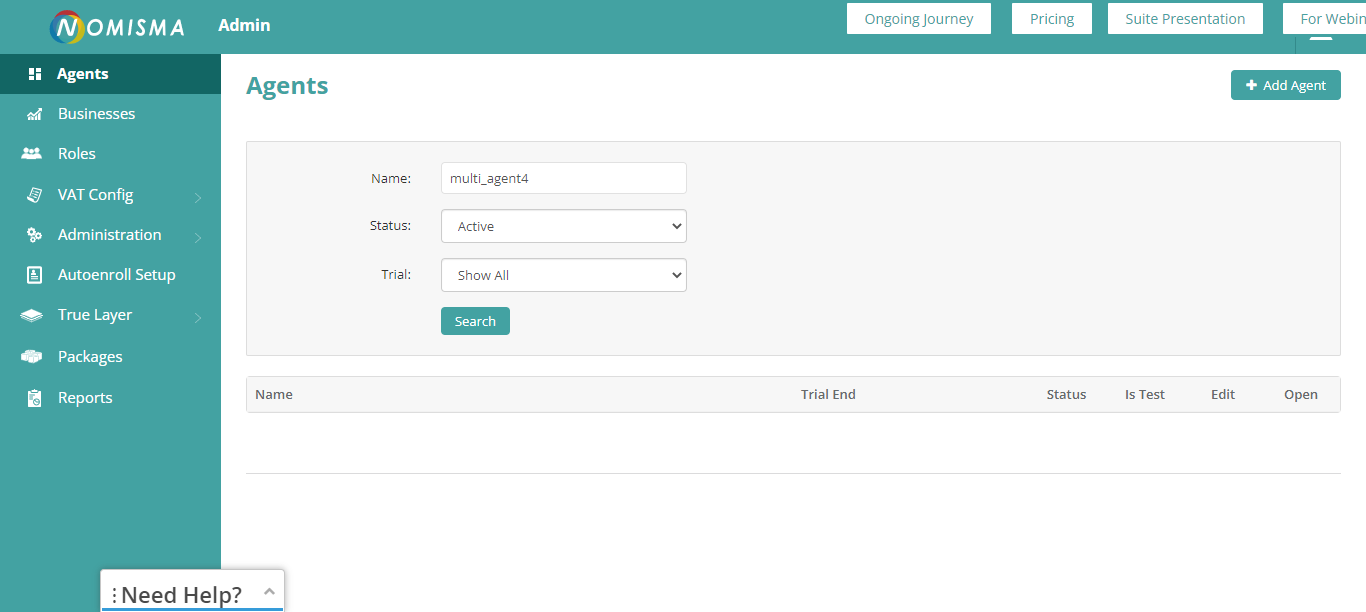 NOMISMA Admin Ongoing Journey Pricing Suite Presentation For Webin
Agents
Businesses
Roles
VAT Config
Administration
Autoenroll Setup
True Layer
Packages
Reports
Agents
+ Add Agent
Name: multi_agent4
Status: Active
Trial: Show All
Search
Name Trial End Status Is Test Edit Open
Need Help?